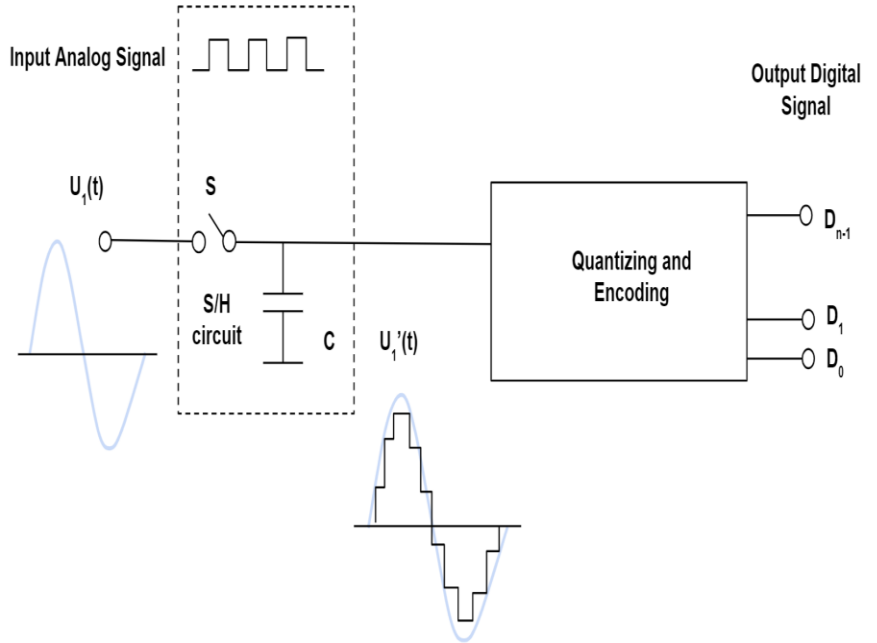 Input Analog Signal
Output Digital
Signal
U₁(t)
S
Dₙ₋₁
Quantizing and
Encoding
S/H
circuit
C
U₁’(t)
D₁
D₀